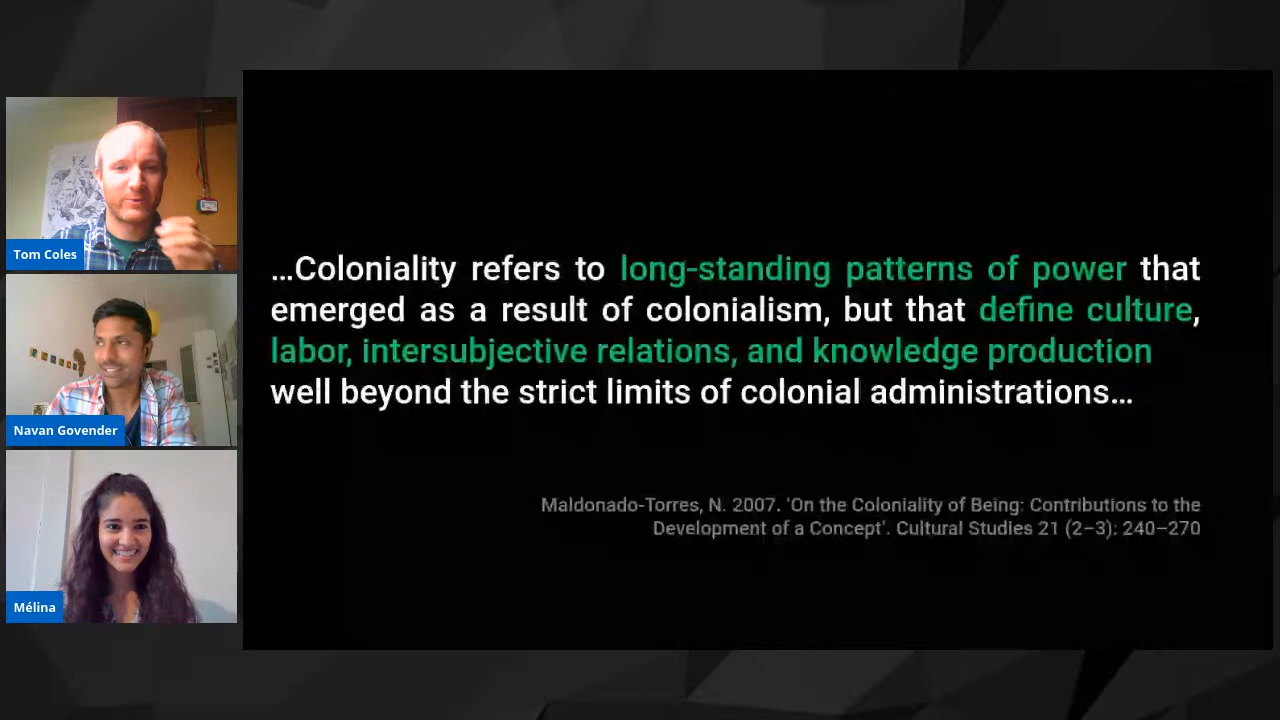 Tom Coles
Navan Govender
Mélina
…Coloniality refers to long-standing patterns of power that
emerged as a result of colonialism, but that define culture,
labor, intersubjective relations, and knowledge production
well beyond the strict limits of colonial administrations…
Maldonado-Torres, N. 2007. 'On the Coloniality of Being: Contributions to the
Development of a Concept'. Cultural Studies 21 (2–3): 240–270